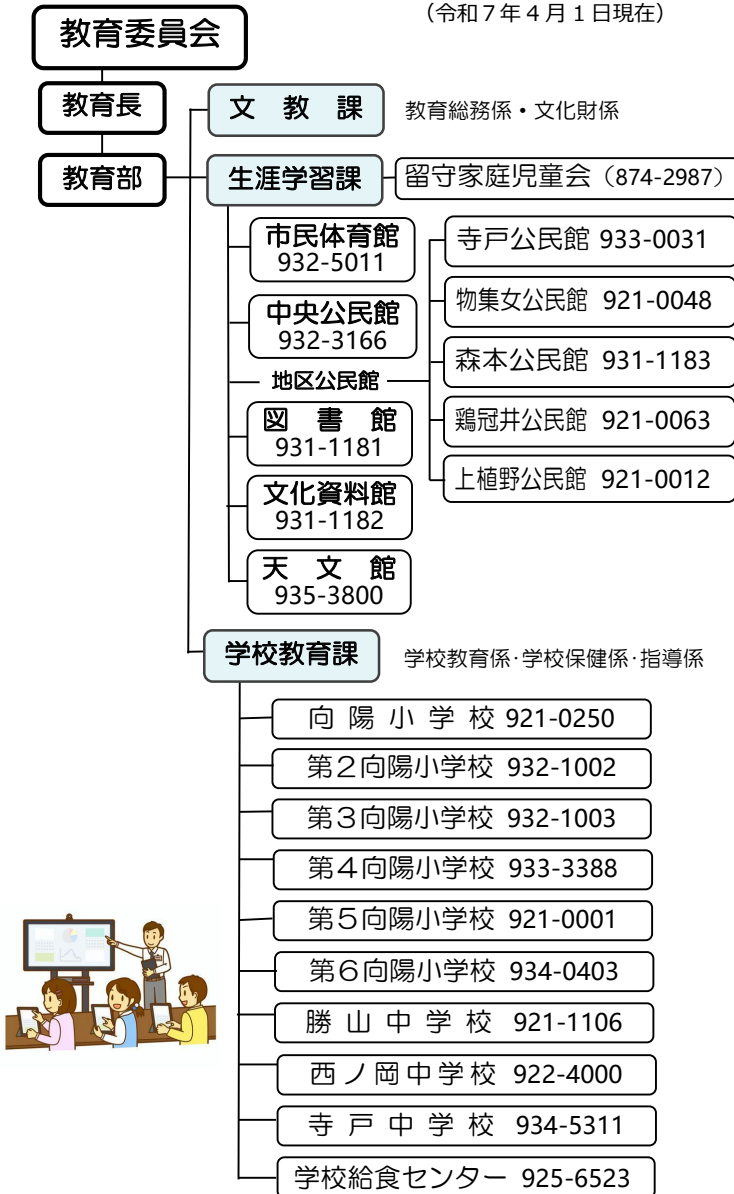 （令和７年４月１日現在）
教育委員会
教育長
文教課 教育総務係・文化財係
教育部
生涯学習課
留守家庭児童会（874-2987）
市民体育館
932-5011
中央公民館
932-3166
地区公民館
寺戸公民館 933-0031
物集女公民館 921-0048
森本公民館 931-1183
鶏冠井公民館 921-0063
上植野公民館 921-0012
図書館
931-1181
文化資料館
931-1182
天文館
935-3800
学校教育課 学校教育係・学校保健係・指導係
向陽小学校 921-0250
第２向陽小学校 932-1002
第３向陽小学校 932-1003
第４向陽小学校 933-3388
第５向陽小学校 921-0001
第６向陽小学校 934-0403
勝山中学校 921-1106
西ノ岡中学校 922-4000
寺戸中学校 934-5311
学校給食センター 925-6523